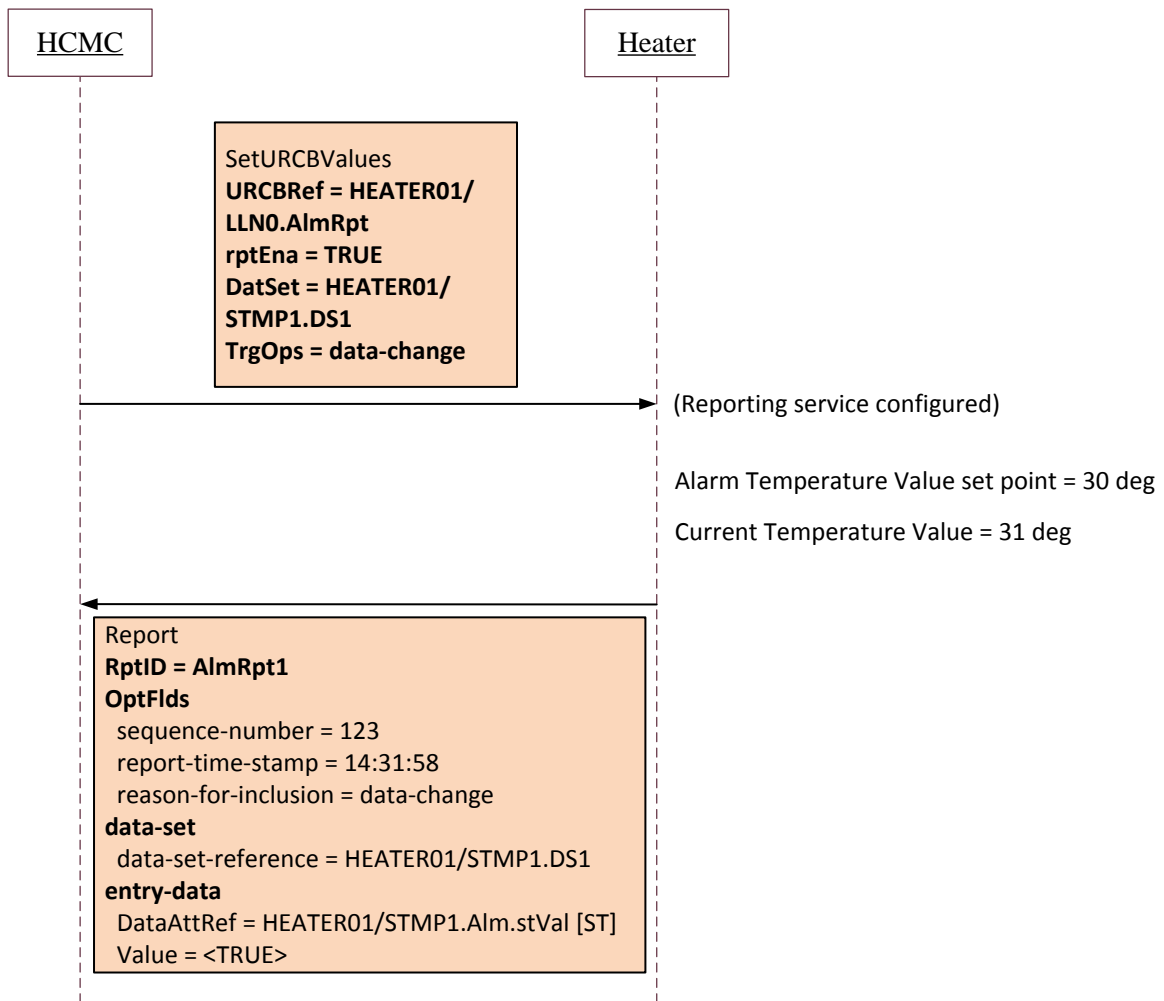 HCMC
Heater
SetURCBValues
URCBRef = HEATER01/
LLN0.AlmRpt
rptEna = TRUE
DatSet = HEATER01/
STMP1.DS1
TrgOps = data-change
(Reporting service configured)
Alarm Temperature Value set point = 30 deg
Current Temperature Value = 31 deg
Report
RptID = AlmRpt1
OptFlds
sequence-number = 123
report-time-stamp = 14:31:58
reason-for-inclusion = data-change
data-set
data-set-reference = HEATER01/STMP1.DS1
entry-data
DataAttRef = HEATER01/STMP1.Alm.stVal [ST]
Value = <TRUE>